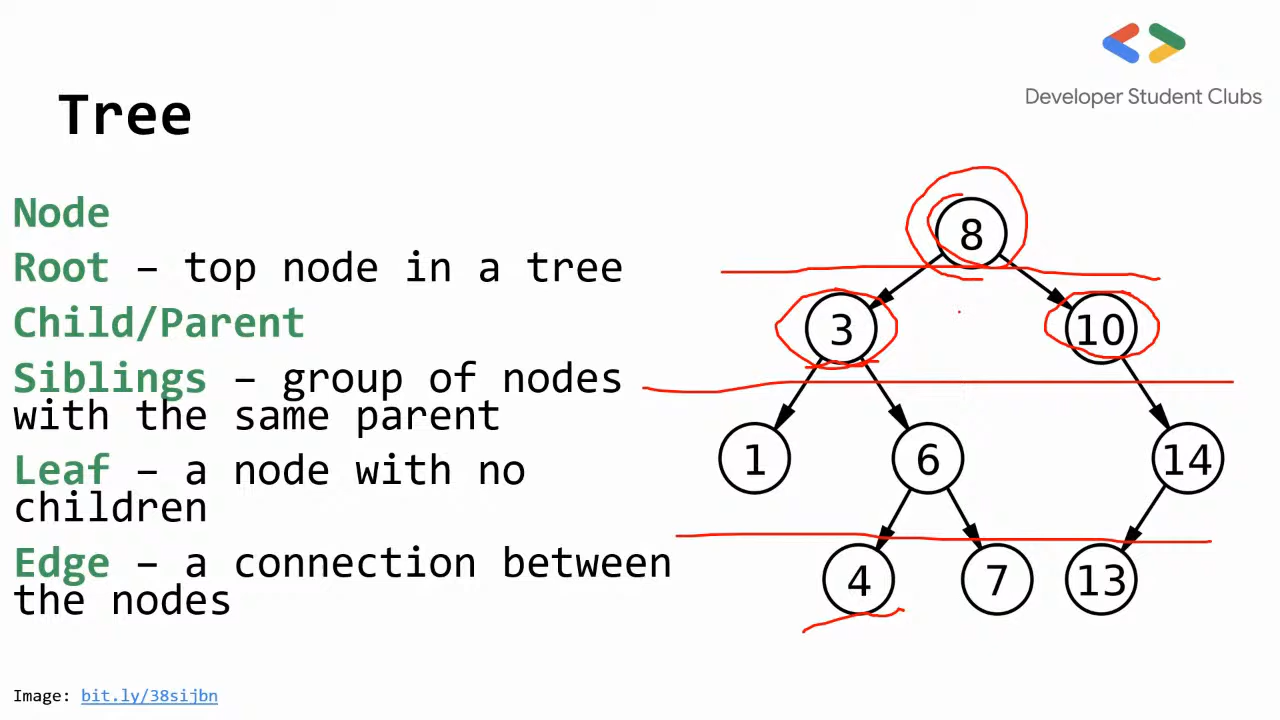 Developer Student Clubs
Tree
Node
Root – top node in a tree
Child/Parent
Siblings – group of nodes
with the same parent
Leaf – a node with no
children
Edge – a connection between
the nodes
8
3 10
1 6 14
4 7 13
Image: bit.ly/38sijbn